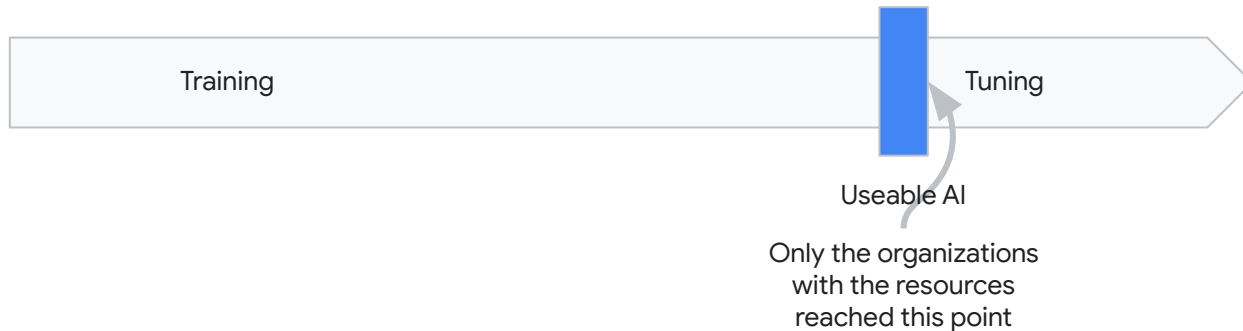 Training
Tuning
Useable AI
Only the organizations
with the resources
reached this point